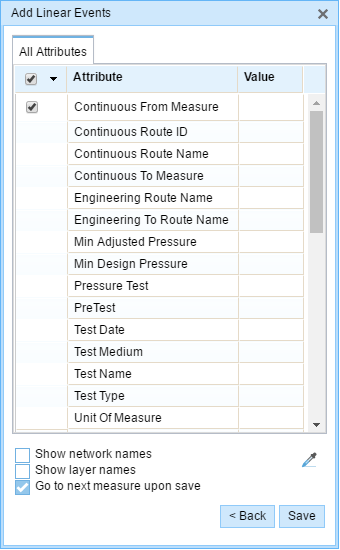 Add Linear Events
All Attributes
Attribute Value
Continuous From Measure
Continuous Route ID
Continuous Route Name
Continuous To Measure
Engineering Route Name
Engineering To Route Name
Min Adjusted Pressure
Min Design Pressure
Pressure Test
PreTest
Test Date
Test Medium
Test Name
Test Type
Unit Of Measure
Show network names
Show layer names
Go to next measure upon save
< Back Save